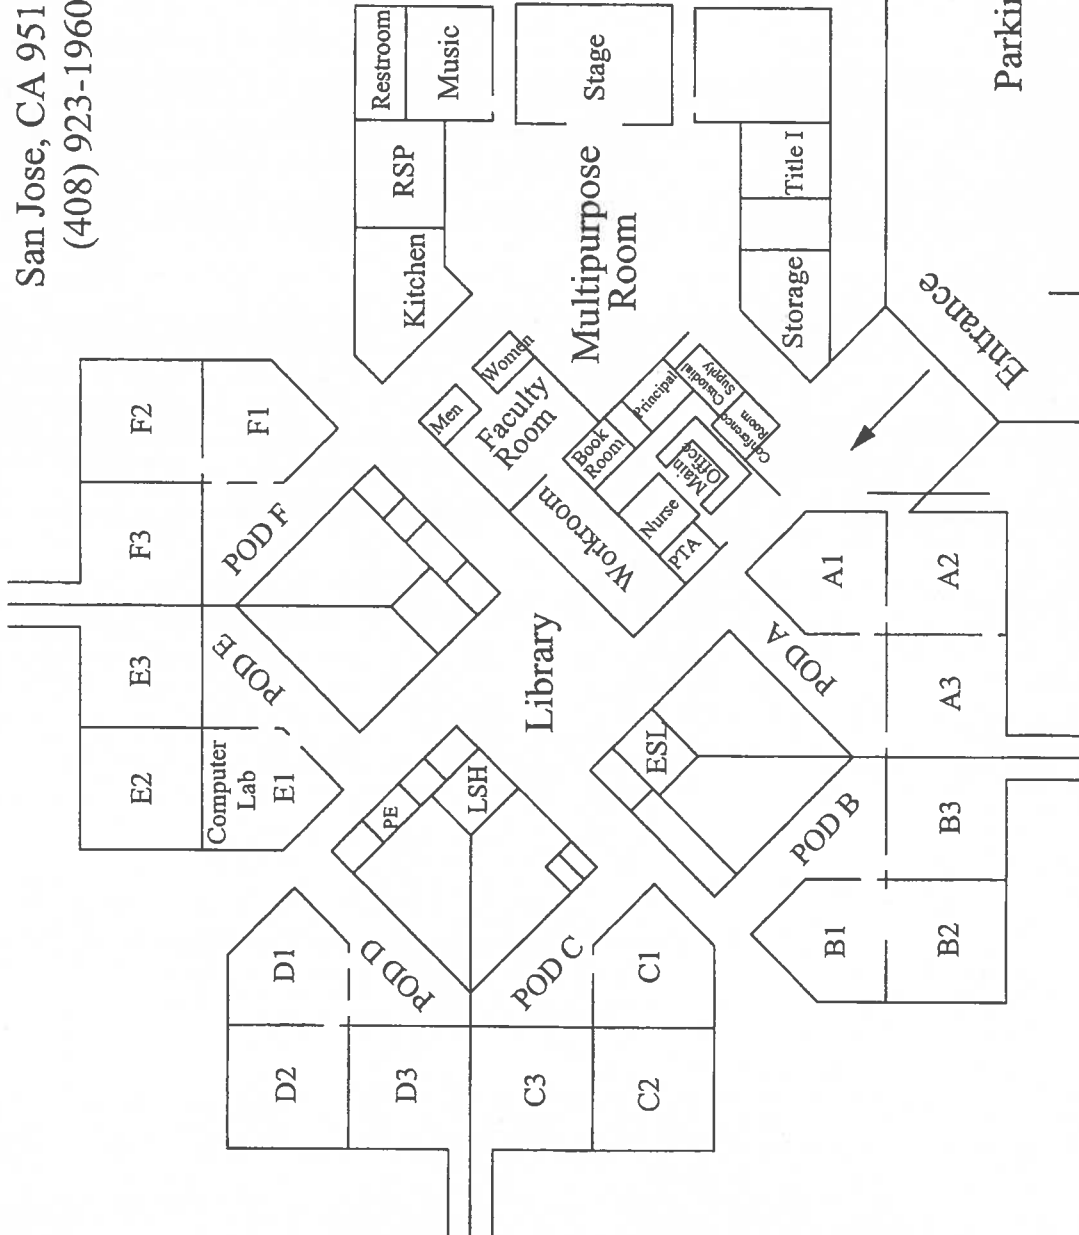 San Jose, CA 951
(408) 923-1960
Restroom
Music
RSP
Kitchen
Stage
Multipurpose
Room
Title I
Storage
Parkin
Entrance
F2
F1
F3
POD F
Men
Women
Faculty
Room
Book
Room
Principal
Custodial
Supply
Conference
Room
Main
Office
Nurse
PTA
Workroom
Library
E3
POD E
E2
Computer
Lab
E1
PE
LSH
ESL
A1
A2
A3
POD A
POD B
B3
B1
B2
D1
POD D
D2
D3
POD C
C1
C3
C2